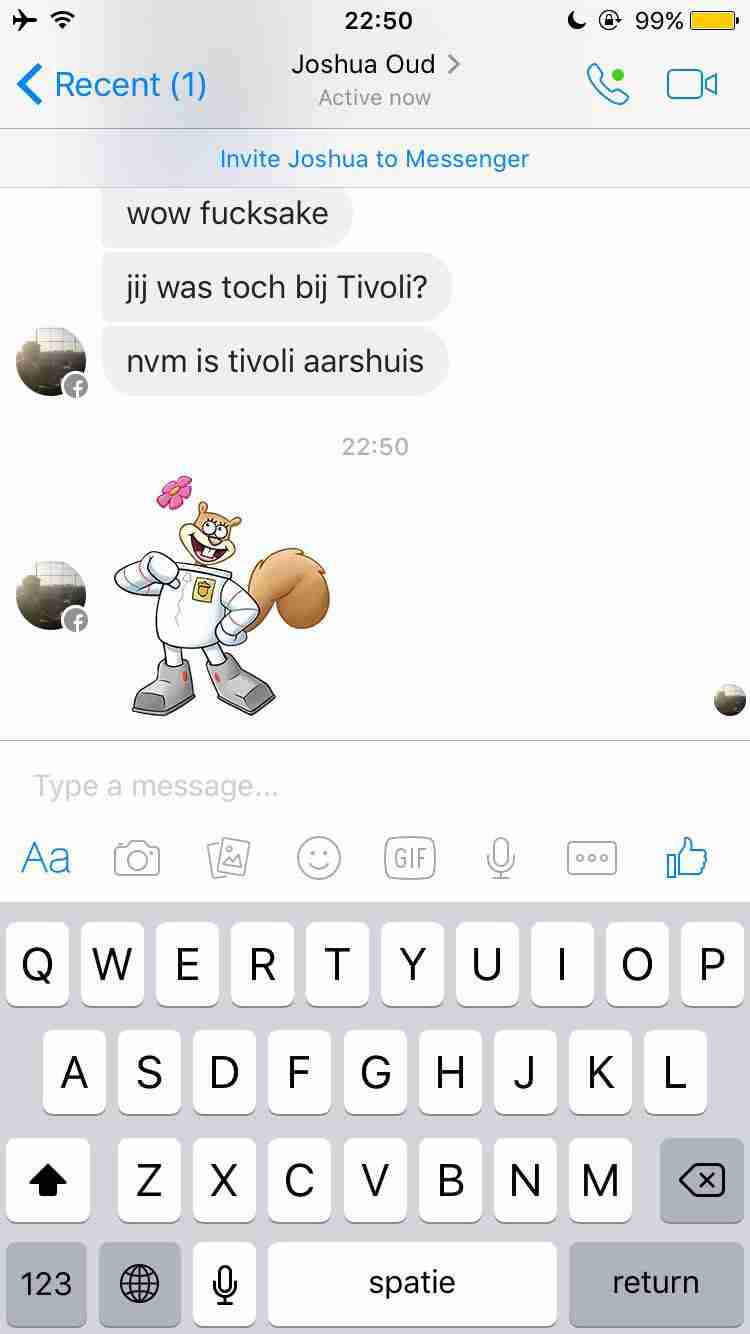 22:50
99%
Recent (1)
Joshua Oud
Active now
Invite Joshua to Messenger
wow fucksake
jij was toch bij Tivoli?
nvm is tivoli aarshuis
22:50
Type a message...
Aa
GIF
Q W E R T Y U I O P
A S D F G H J K L
Z X C V B N M
123
spatie
return